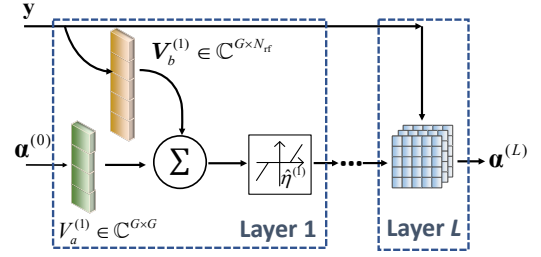 y
𝑽_b^(1) ∈ ℂ^{G×N_rf}
α^(0)
Σ
η̂^(1)
α^(L)
V_a^(1) ∈ ℂ^{G×G}
Layer 1
Layer L